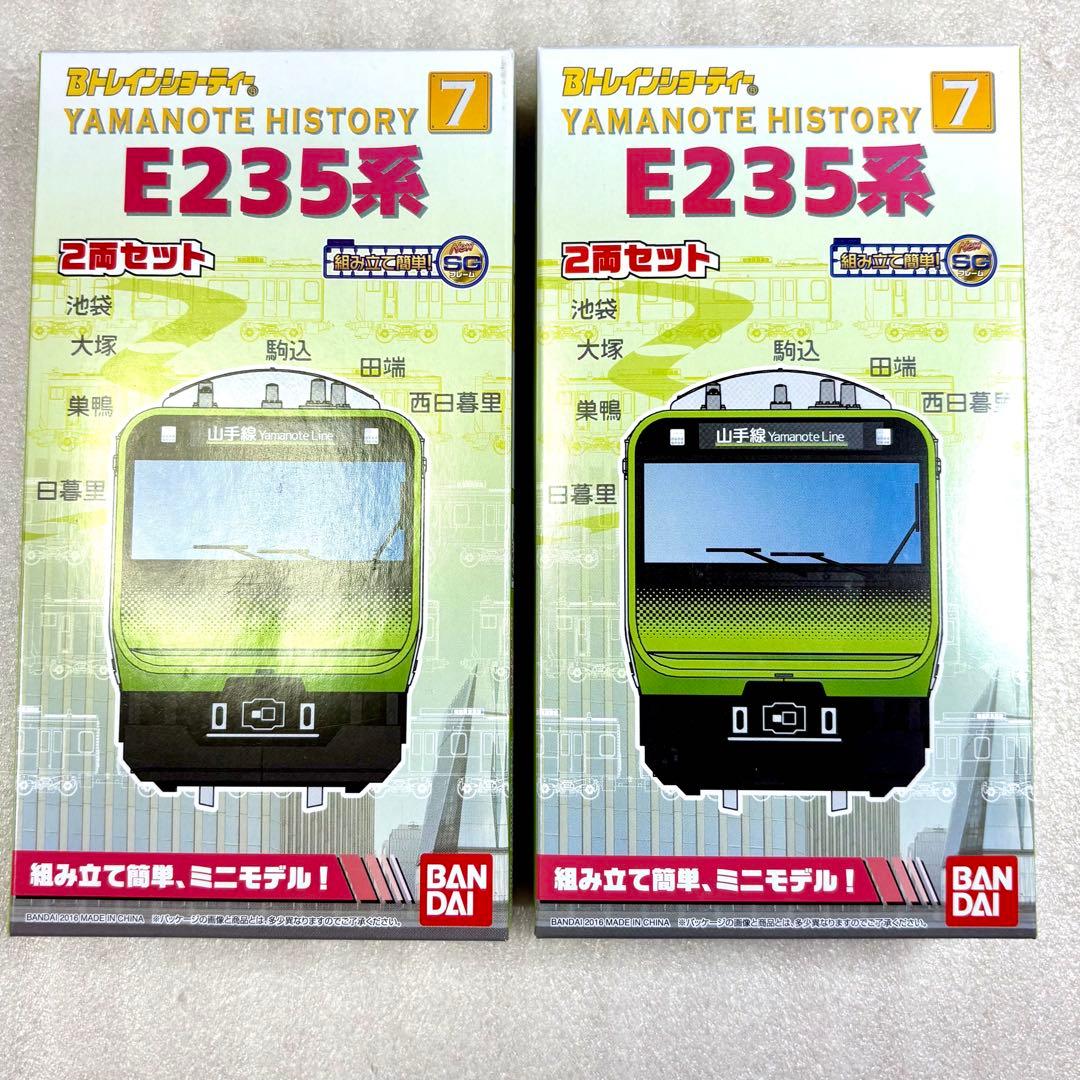 Bトレインショーティー®
YAMANOTE HISTORY 7
E235系
2両セット
組み立て簡単!
New
SG
フレーム
池袋
大塚
駒込
田端
巣鴨
西日暮里
日暮里
山手線 Yamanote Line
組み立て簡単、ミニモデル!
BAN
DAI
BANDAI 2016 MADE IN CHINA ※パッケージの画像と商品とは、多少異なりますのでご了承ください。
Bトレインショーティー®
YAMANOTE HISTORY 7
E235系
2両セット
組み立て簡単!
New
SG
フレーム
池袋
大塚
駒込
田端
巣鴨
西日暮里
日暮里
山手線 Yamanote Line
組み立て簡単、ミニモデル!
BAN
DAI
BANDAI 2016 MADE IN CHINA ※パッケージの画像と商品とは、多少異なりますのでご了承ください。